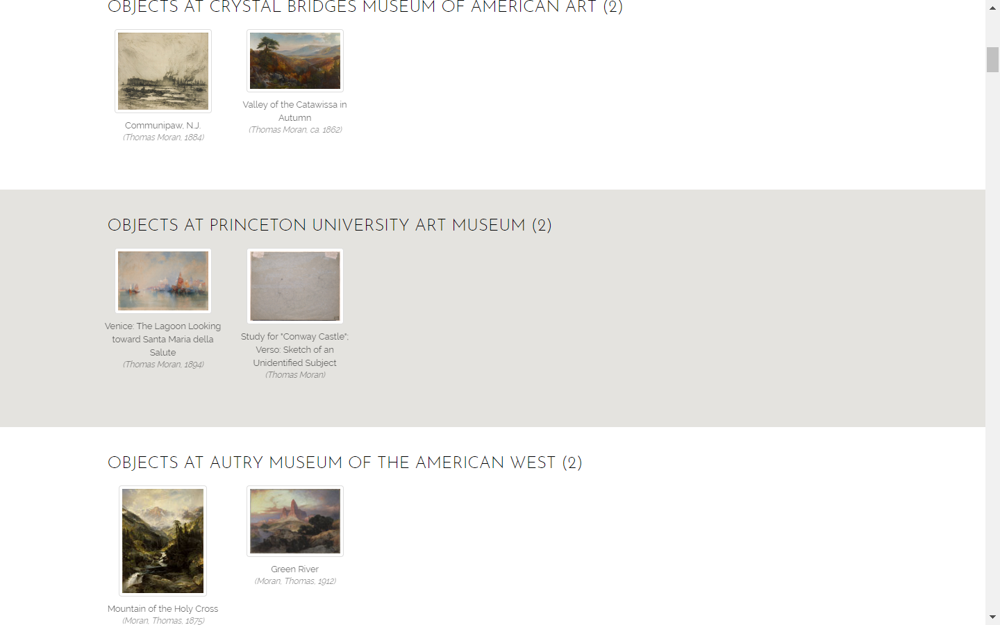 OBJECTS AT CRYSTAL BRIDGES MUSEUM OF AMERICAN ART (2)
Communipaw, N.J.
(Thomas Moran, 1884)
Valley of the Catawissa in
Autumn
(Thomas Moran, ca. 1862)
OBJECTS AT PRINCETON UNIVERSITY ART MUSEUM (2)
Venice: The Lagoon Looking
toward Santa Maria della
Salute
(Thomas Moran, 1894)
Study for "Conway Castle";
Verso: Sketch of an
Unidentified Subject
(Thomas Moran)
OBJECTS AT AUTRY MUSEUM OF THE AMERICAN WEST (2)
Mountain of the Holy Cross
(Moran, Thomas, 1875)
Green River
(Moran, Thomas, 1912)